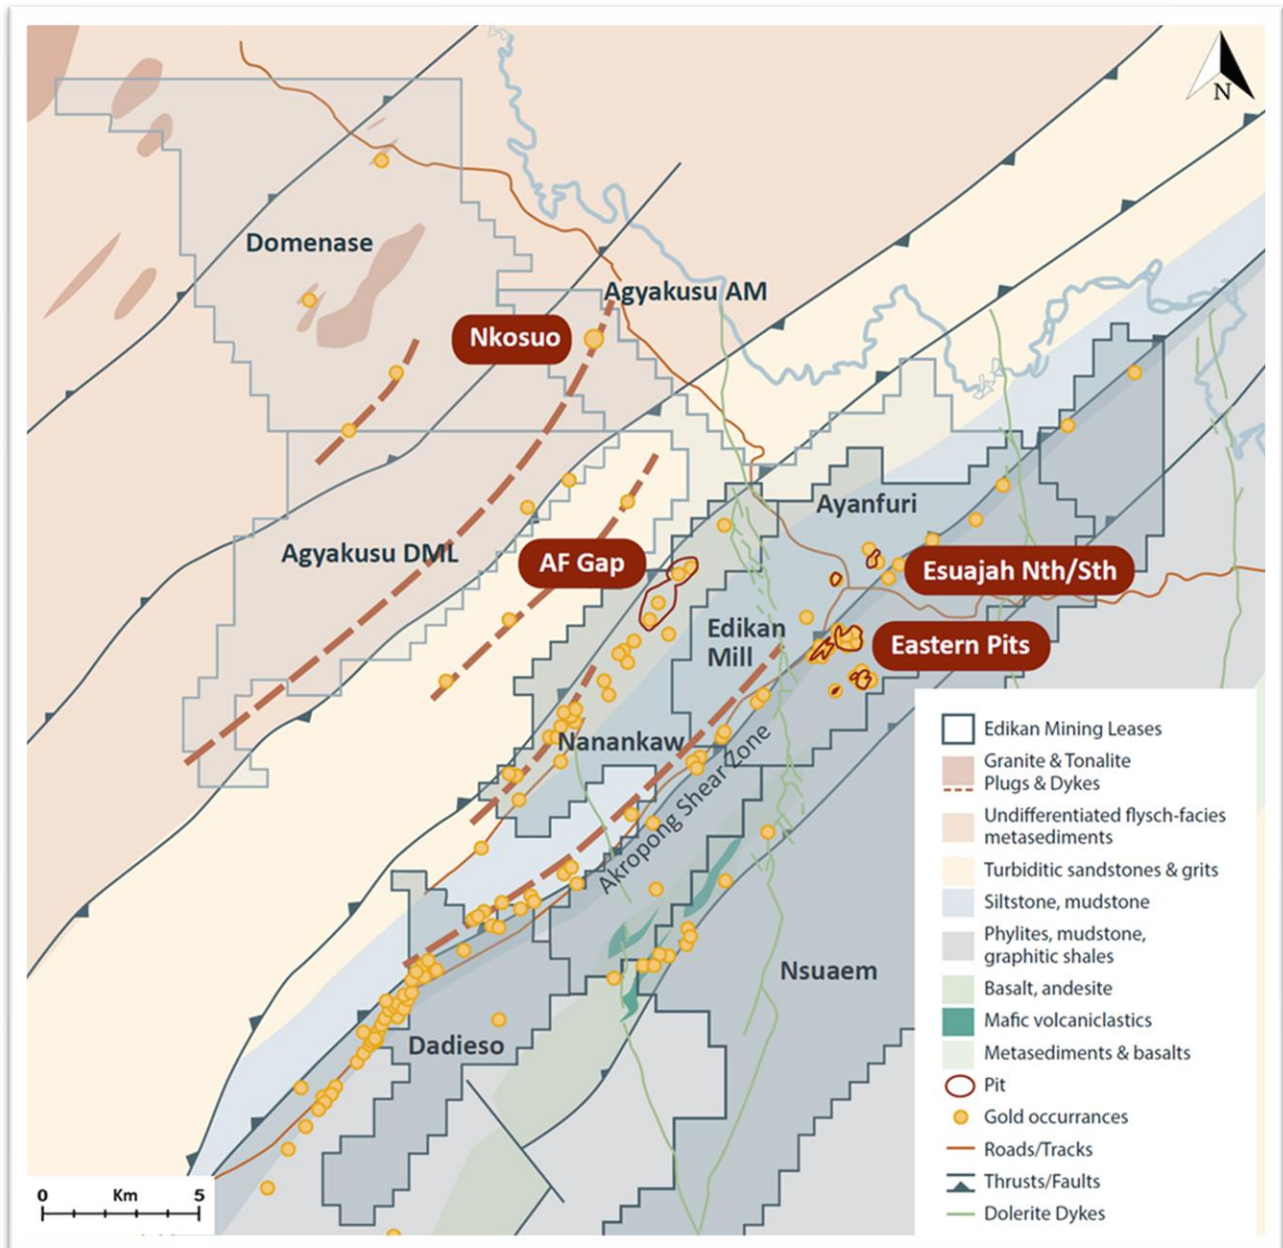 N
Domenase
Agyakusu AM
Nkosuo
Ayanfuri
Agyakusu DML
AF Gap
Esuajah Nth/Sth
Edikan
Mill
Eastern Pits
Nanankaw
Akropong Shear Zone
Nsuaem
Dadieso
Edikan Mining Leases
Granite & Tonalite
Plugs & Dykes
Undifferentiated flysch-facies
metasediments
Turbiditic sandstones & grits
Siltstone, mudstone
Phylites, mudstone,
graphitic shales
Basalt, andesite
Mafic volcaniclastics
Metasediments & basalts
Pit
Gold occurrances
Roads/Tracks
Thrusts/Faults
Dolerite Dykes
0 Km 5